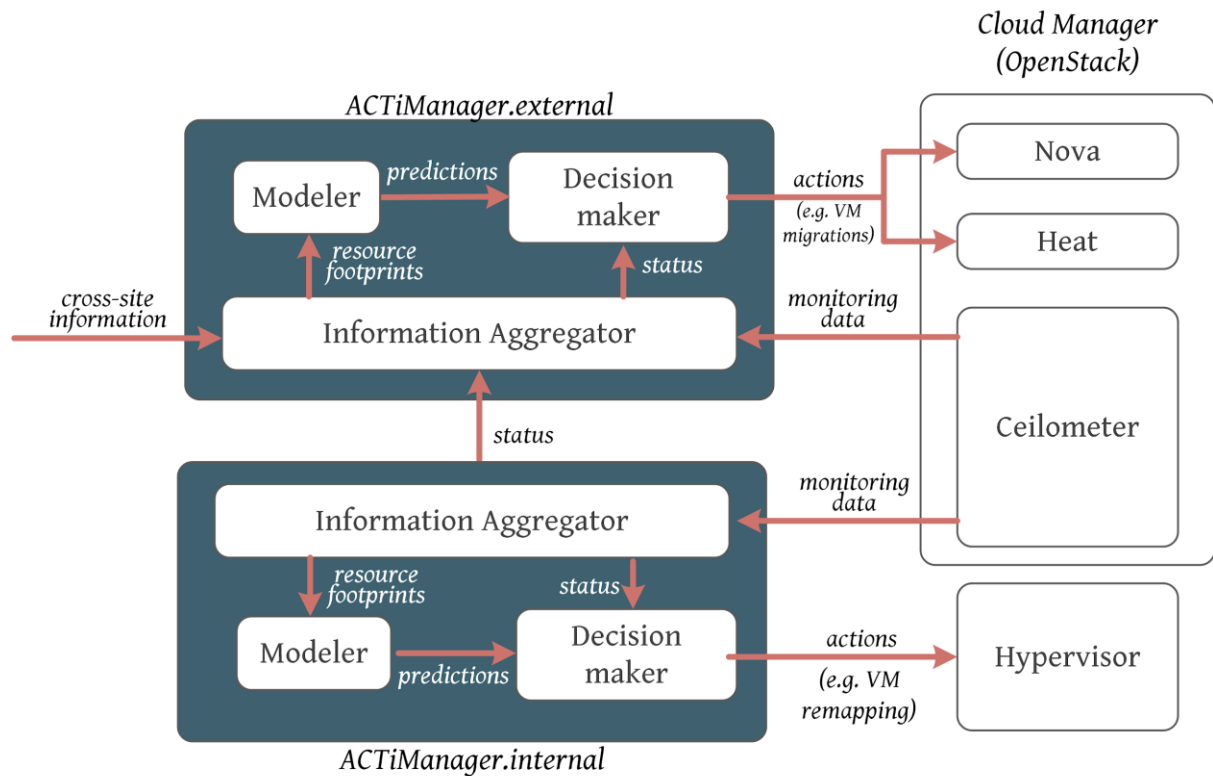 Cloud Manager
(OpenStack)
ACTiManager.external
Modeler
predictions
Decision
maker
actions
(e.g. VM
migrations)
Nova
Heat
resource
footprints
status
cross-site
information
Information Aggregator
monitoring
data
Ceilometer
status
Information Aggregator
monitoring
data
resource
footprints
status
Modeler
predictions
Decision
maker
actions
(e.g. VM
remapping)
Hypervisor
ACTiManager.internal